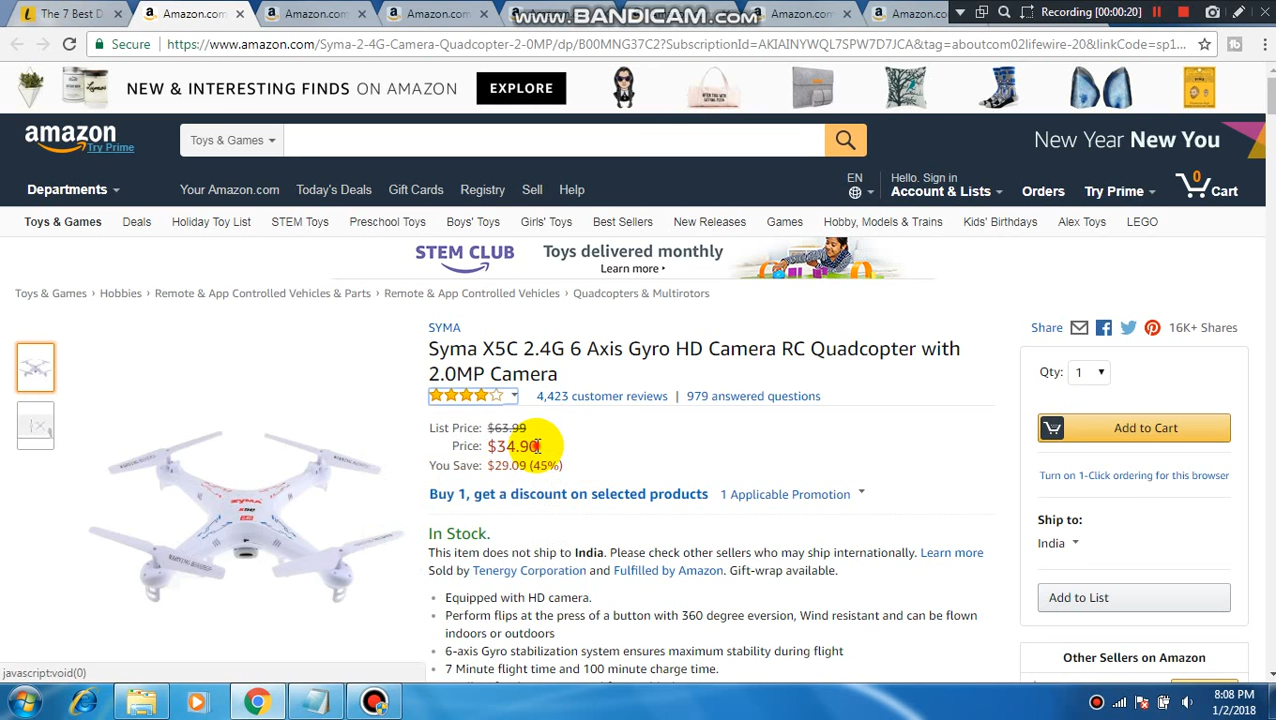 The 7 Best D
Amazon.com
Amazon.com
Amazon.com
Amazon.co
www.BANDICAM.com
Recording [00:00:20]
Secure
https://www.amazon.com/Syma-2-4G-Camera-Quadcopter-2-0MP/dp/B00MNG37C2?SubscriptionId=AKIAINYWQL7SPW7D7JCA&tag=aboutcom02lifewire-20&linkCode=sp1...
NEW & INTERESTING FINDS ON AMAZON
EXPLORE
amazon
Try Prime
Toys & Games
New Year New You
Departments
Your Amazon.com
Today's Deals
Gift Cards
Registry
Sell
Help
EN
Hello. Sign in
Account & Lists
Orders
Try Prime
0
Cart
Toys & Games
Deals
Holiday Toy List
STEM Toys
Preschool Toys
Boys' Toys
Girls' Toys
Best Sellers
New Releases
Games
Hobby, Models & Trains
Kids' Birthdays
Alex Toys
LEGO
STEM CLUB
Toys delivered monthly
Learn more
Toys & Games › Hobbies › Remote & App Controlled Vehicles & Parts › Remote & App Controlled Vehicles › Quadcopters & Multirotors
SYMA
Share
16K+ Shares
Syma X5C 2.4G 6 Axis Gyro HD Camera RC Quadcopter with
2.0MP Camera
4,423 customer reviews | 979 answered questions
List Price: $63.99
Price: $34.90
You Save: $29.09 (45%)
Buy 1, get a discount on selected products
1 Applicable Promotion
In Stock.
This item does not ship to India. Please check other sellers who may ship internationally. Learn more
Sold by Tenergy Corporation and Fulfilled by Amazon. Gift-wrap available.
Equipped with HD camera.
Perform flips at the press of a button with 360 degree eversion, Wind resistant and can be flown
indoors or outdoors
6-axis Gyro stabilization system ensures maximum stability during flight
7 Minute flight time and 100 minute charge time.
Qty: 1
Add to Cart
Turn on 1-Click ordering for this browser
Ship to:
India
Add to List
Other Sellers on Amazon
SYMA
javascript:void(0)
8:08 PM
1/2/2018